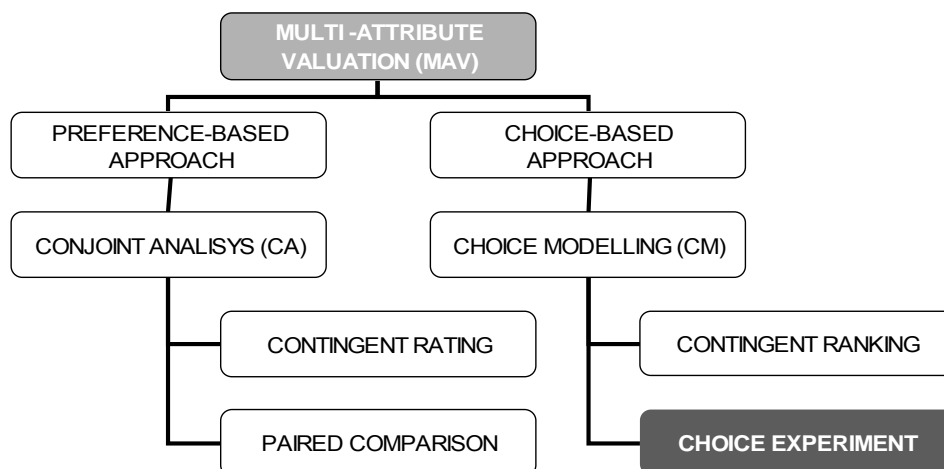 MULTI -ATTRIBUTE
VALUATION (MAV)
PREFERENCE-BASED
APPROACH
CHOICE-BASED
APPROACH
CONJOINT ANALISYS (CA)
CHOICE MODELLING (CM)
CONTINGENT RATING
CONTINGENT RANKING
PAIRED COMPARISON
CHOICE EXPERIMENT